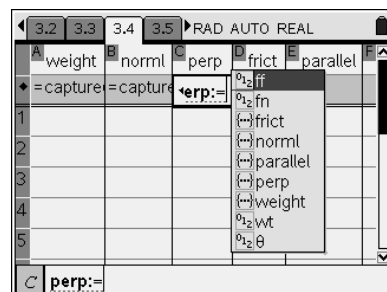 3.2 3.3 3.4 3.5 RAD AUTO REAL
A weight B norml C perp D frict E parallel F
♦ =capture =capture erp:=
ff
fn
frict
norml
parallel
perp
weight
wt
θ
1
2
3
4
5
C perp:=